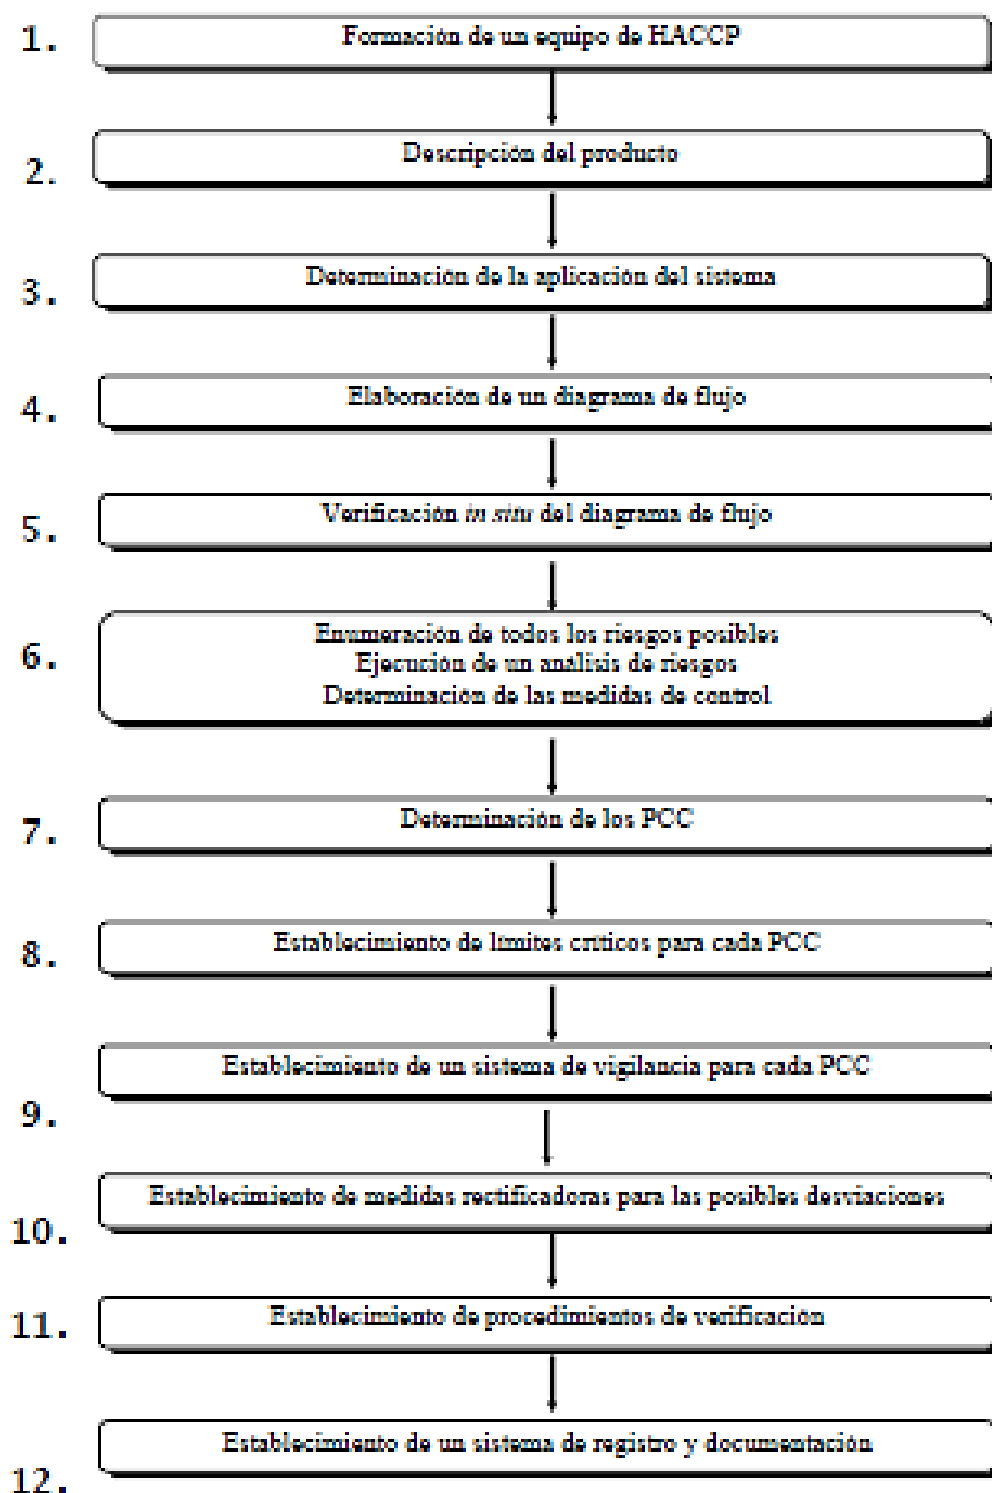 1. Formación de un equipo de HACCP
2. Descripción del producto
3. Determinación de la aplicación del sistema
4. Elaboración de un diagrama de flujo
5. Verificación in situ del diagrama de flujo
6. Enumeración de todos los riesgos posibles
Ejecución de un análisis de riesgos
Determinación de las medidas de control
7. Determinación de los PCC
8. Establecimiento de límites críticos para cada PCC
9. Establecimiento de un sistema de vigilancia para cada PCC
10. Establecimiento de medidas rectificadoras para las posibles desviaciones
11. Establecimiento de procedimientos de verificación
12. Establecimiento de un sistema de registro y documentación